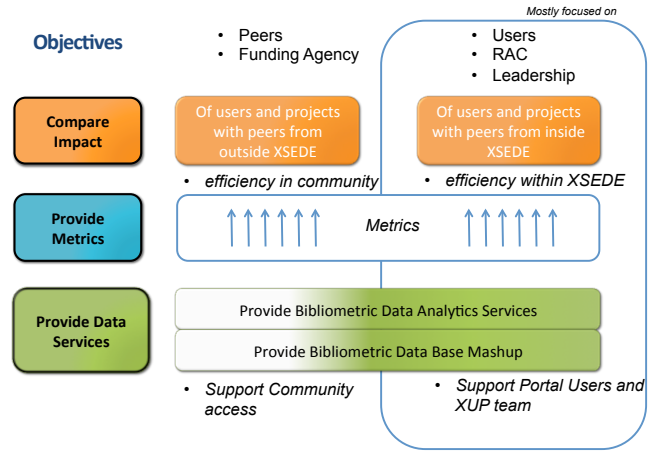 Mostly focused on
Objectives
• Peers
• Funding Agency
• Users
• RAC
• Leadership
Compare
Impact
Of users and projects
with peers from
outside XSEDE
Of users and projects
with peers from inside
XSEDE
• efficiency in community
• efficiency within XSEDE
Provide
Metrics
Metrics
Provide Data
Services
Provide Bibliometric Data Analytics Services
Provide Bibliometric Data Base Mashup
• Support Community
access
• Support Portal Users and
XUP team